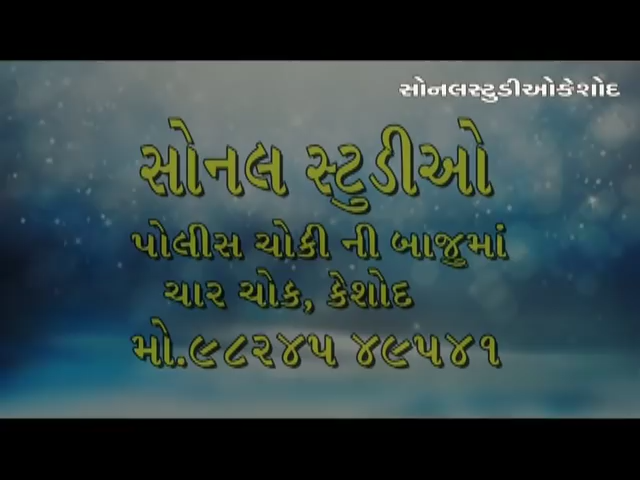 સોનલસ્ટુડીઓકેશોદ
સોનલ સ્ટુડીઓ
પોલીસ ચોકી ની બાજુમાં
ચાર ચોક, કેશોદ
મો.૯૮૨૪૫ ૪૯૫૪૧